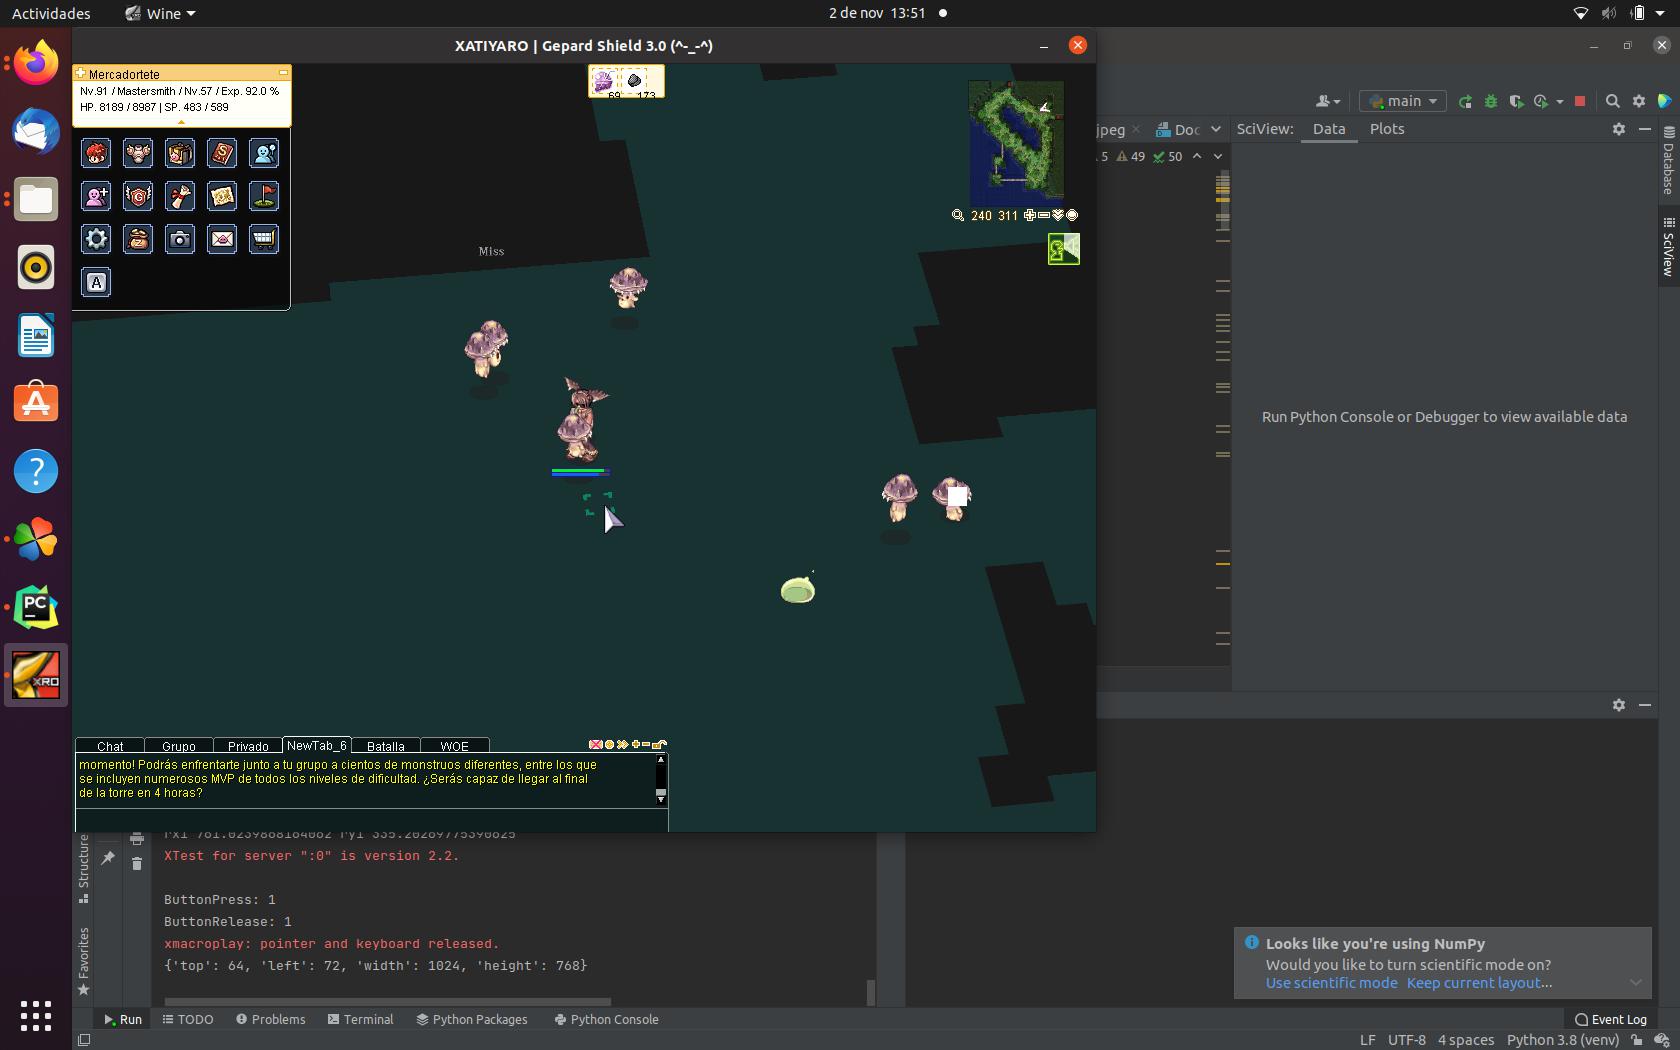 Actividades
Wine
2 de nov 13:51
XATIYARO | Gepard Shield 3.0 (^-_-^)
Mercadortete
Nv.91 / Mastersmith / Nv.57 / Exp. 92.0 %
HP. 8189 / 8987 | SP. 483 / 589
69 173
A
Miss
240 311
main
jpeg
Doc
SciView:
Data
Plots
5 49 50
Database
SciView
Run Python Console or Debugger to view available data
PC
XRO
Chat
Grupo
Privado
NewTab_6
Batalla
WOE
momento! Podrás enfrentarte junto a tu grupo a cientos de monstruos diferentes, entre los que
se incluyen numerosos MVP de todos los niveles de dificultad. ¿Serás capaz de llegar al final
de la torre en 4 horas?
XTest for server ":0" is version 2.2.
ButtonPress: 1
ButtonRelease: 1
xmacroplay: pointer and keyboard released.
{'top': 64, 'left': 72, 'width': 1024, 'height': 768}
Structure
Favorites
Looks like you're using NumPy
Would you like to turn scientific mode on?
Use scientific mode Keep current layout...
Run
TODO
Problems
Terminal
Python Packages
Python Console
Event Log
LF UTF-8 4 spaces Python 3.8 (venv)